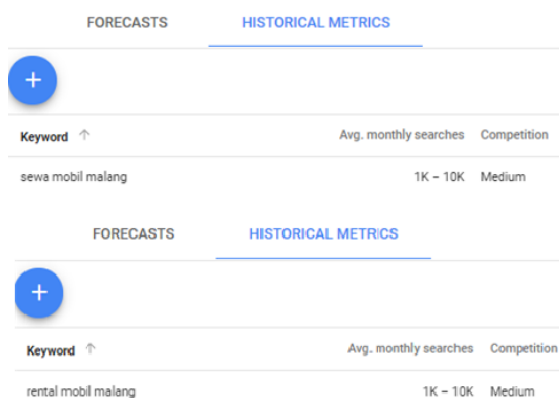 FORECASTS HISTORICAL METRICS
+
Keyword ↑ Avg. monthly searches Competition
sewa mobil malang 1K – 10K Medium
FORECASTS HISTORICAL METRICS
+
Keyword ↑ Avg. monthly searches Competition
rental mobil malang 1K – 10K Medium